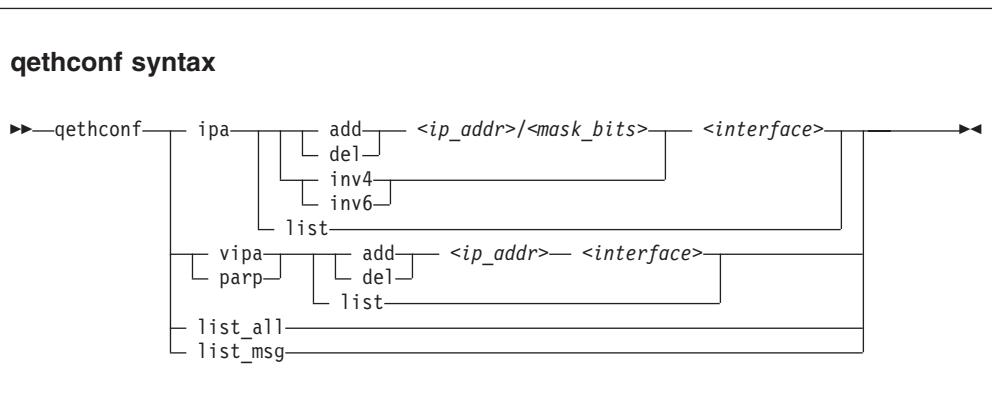 qethconf syntax
qethconf ipa add <ip_addr>/<mask_bits> <interface>
del
inv4
inv6
list
vipa add <ip_addr> <interface>
parp del
list
list_all
list_msg